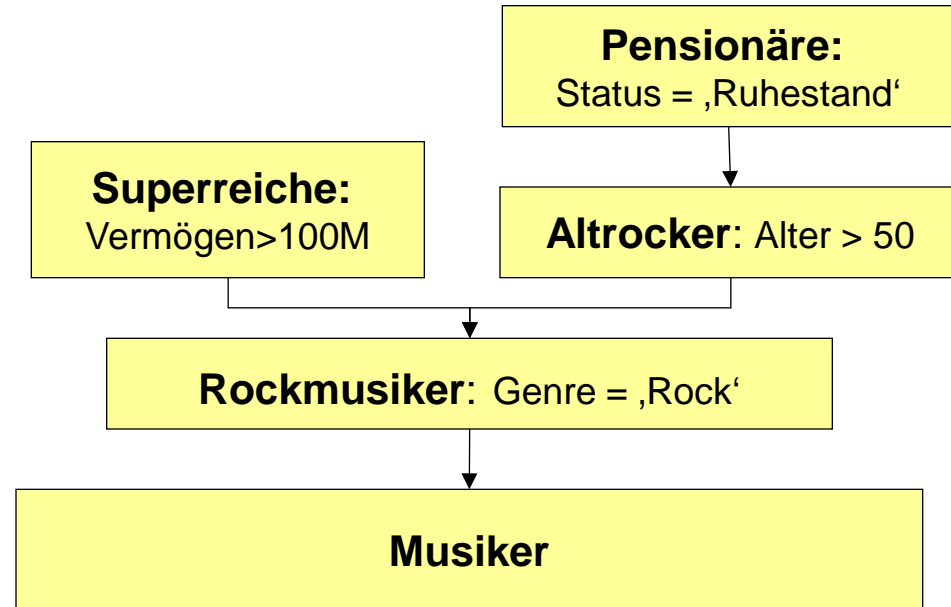 Pensionäre:
Status = ‚Ruhestand‘
Superreiche:
Vermögen>100M
Altrocker: Alter > 50
Rockmusiker: Genre = ‚Rock‘
Musiker